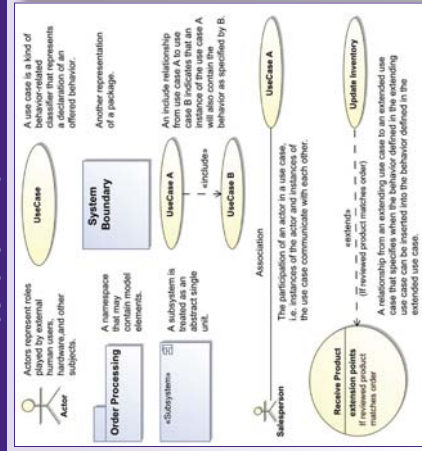 Actor
Actors represent roles
played by external
human users,
hardware,and other
subjects.
UseCase
A use case is a kind of
behavior-related
classifier that represents
a declaration of an
offered behavior.
Order Processing
A namespace
that may
contain model
elements.
System
Boundary
Another representation
of a package.
«Subsystem»
A subsystem is
treated as an
abstract single
unit.
UseCase A
«include»
UseCase B
An include relationship
from use case A to use
case B indicates that an
instance of the use case A
will also contain the
behavior as specified by B.
Salesperson
Association
UseCase A
The participation of an actor in a use case,
i.e. instances of the actor and instances of
the use case communicate with each other.
Receive Product
extension points
If reviewed product
matches order
«extend»
(If reviewed product matches order)
Update Inventory
A relationship from an extending use case to an extended use
case that specifies when the behavior defined in the extending
use case can be inserted into the behavior defined in the
extended use case.